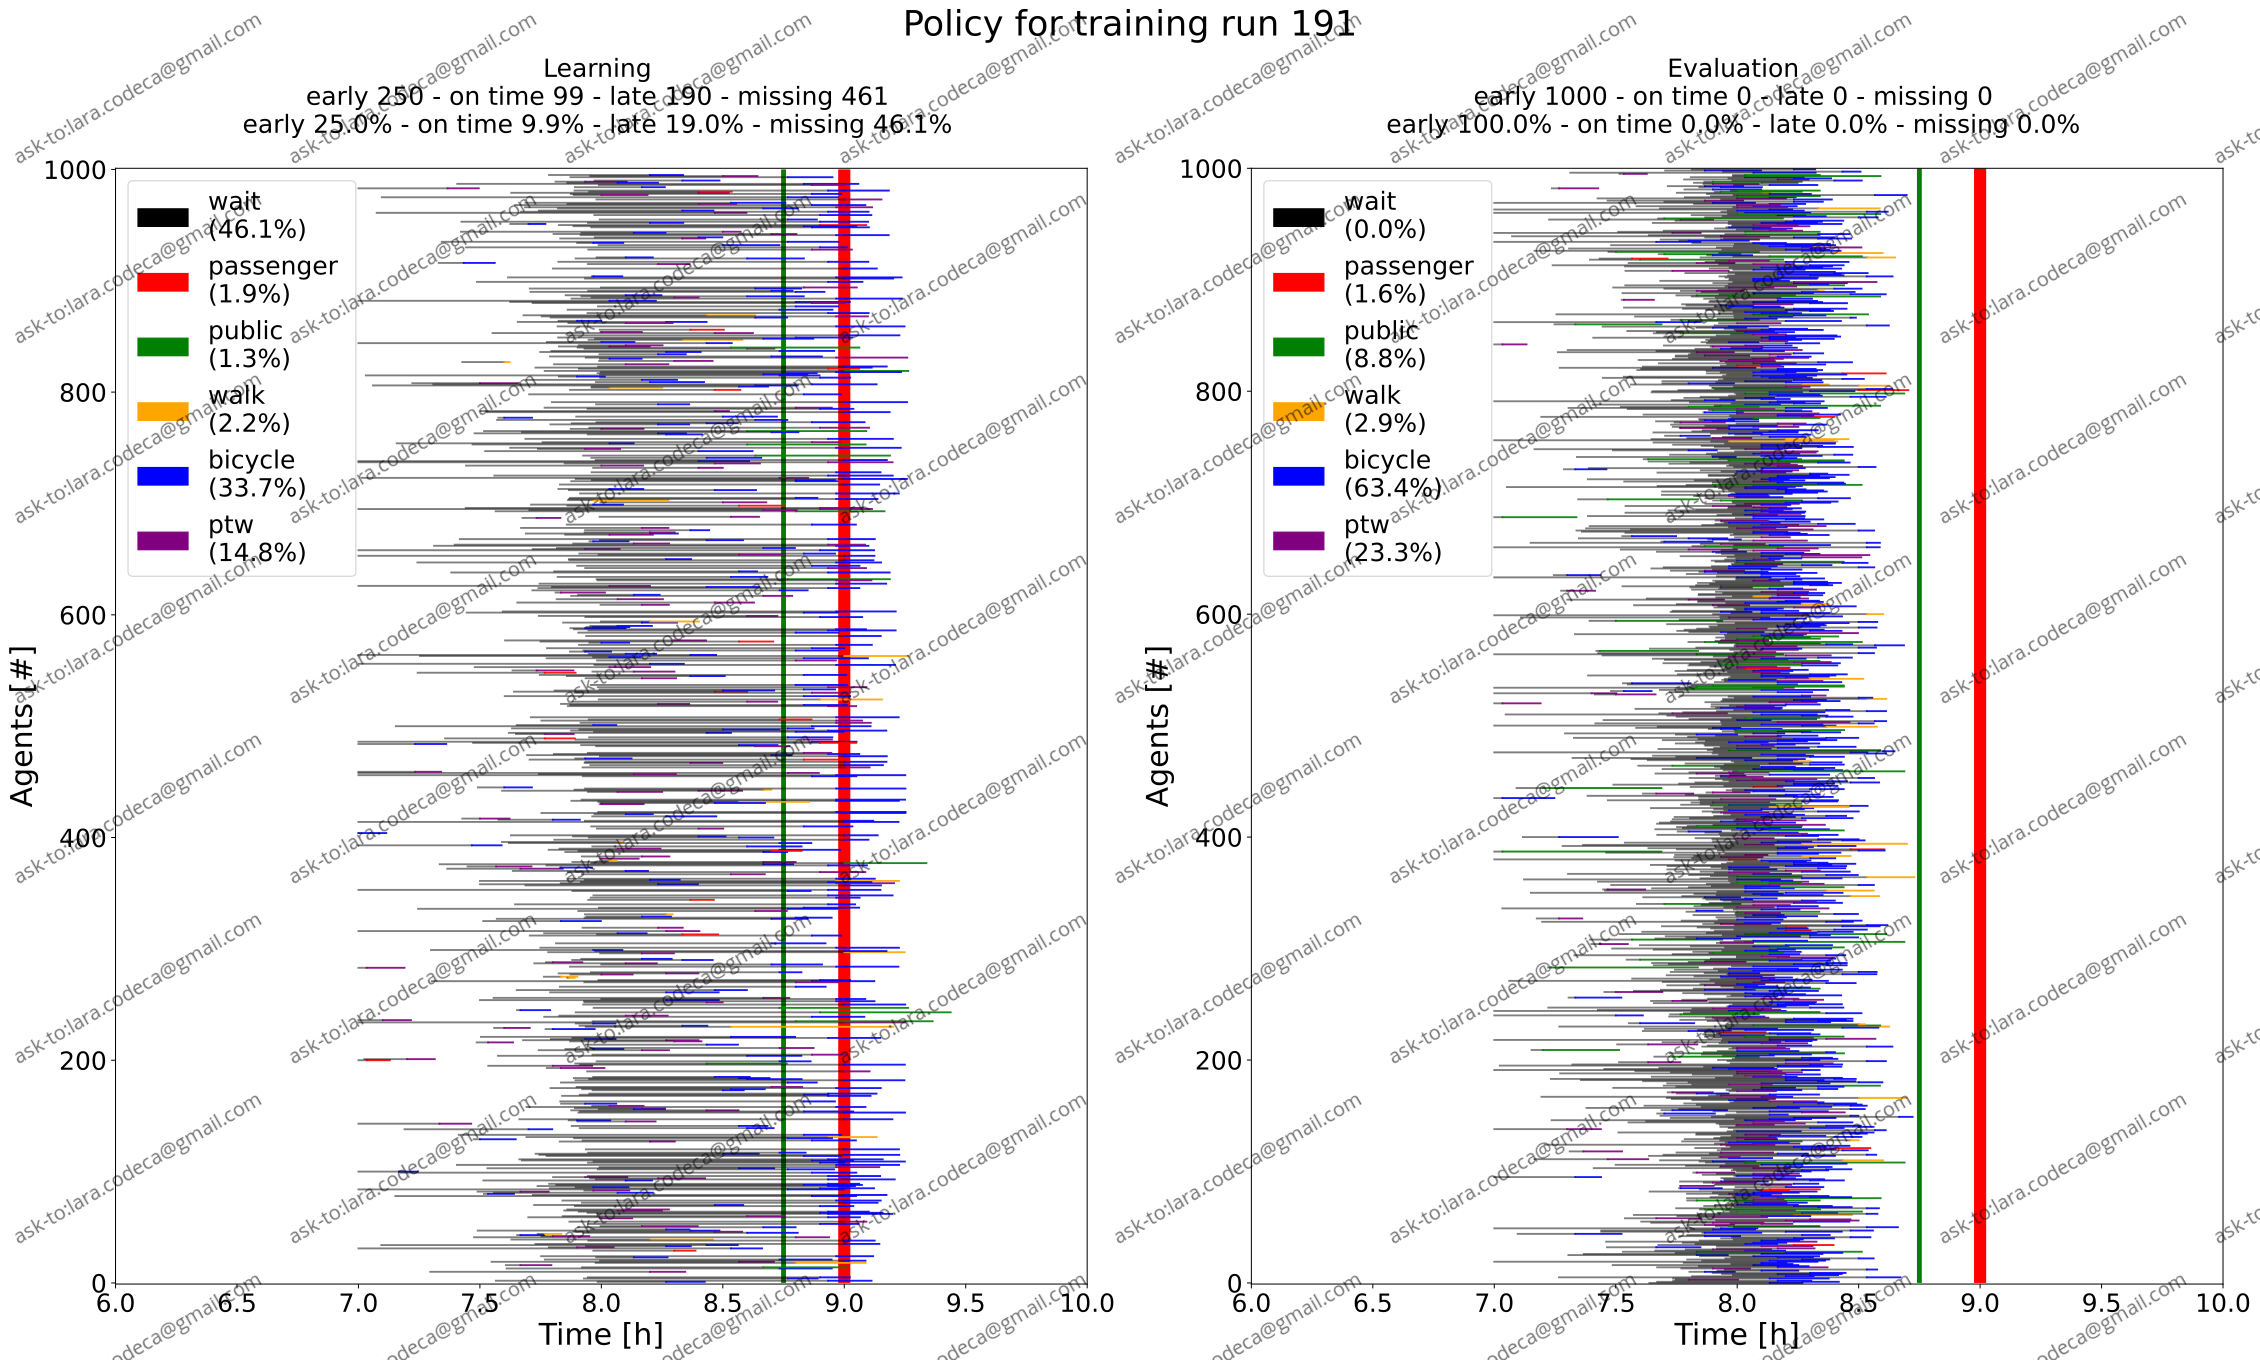 Policy for training run 191
Learning
early 250 - on time 99 - late 190 - missing 461
early 25.0% - on time 9.9% - late 19.0% - missing 46.1%
Agents [#]
1000
800
600
400
200
0
wait
(46.1%)
passenger
(1.9%)
public
(1.3%)
walk
(2.2%)
bicycle
(33.7%)
ptw
(14.8%)
6.0 6.5 7.0 7.5 8.0 8.5 9.0 9.5 10.0
Time [h]
Evaluation
early 1000 - on time 0 - late 0 - missing 0
early 100.0% - on time 0.0% - late 0.0% - missing 0.0%
Agents [#]
1000
800
600
400
200
0
wait
(0.0%)
passenger
(1.6%)
public
(8.8%)
walk
(2.9%)
bicycle
(63.4%)
ptw
(23.3%)
6.0 6.5 7.0 7.5 8.0 8.5 9.0 9.5 10.0
Time [h]
ask-to:lara.codeca@gmail.com